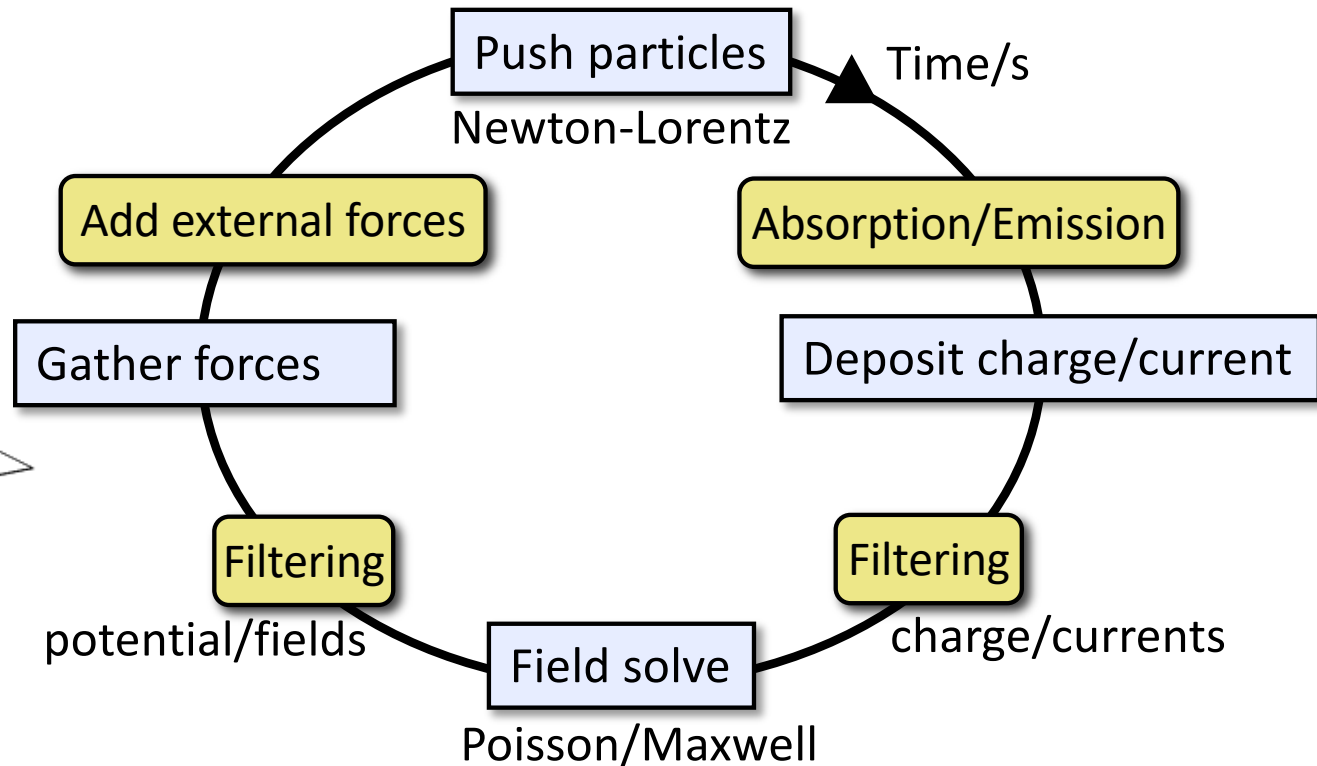 Push particles
Time/s
Newton-Lorentz
Add external forces
Absorption/Emission
Gather forces
Deposit charge/current
Filtering
Filtering
potential/fields
charge/currents
Field solve
Poisson/Maxwell